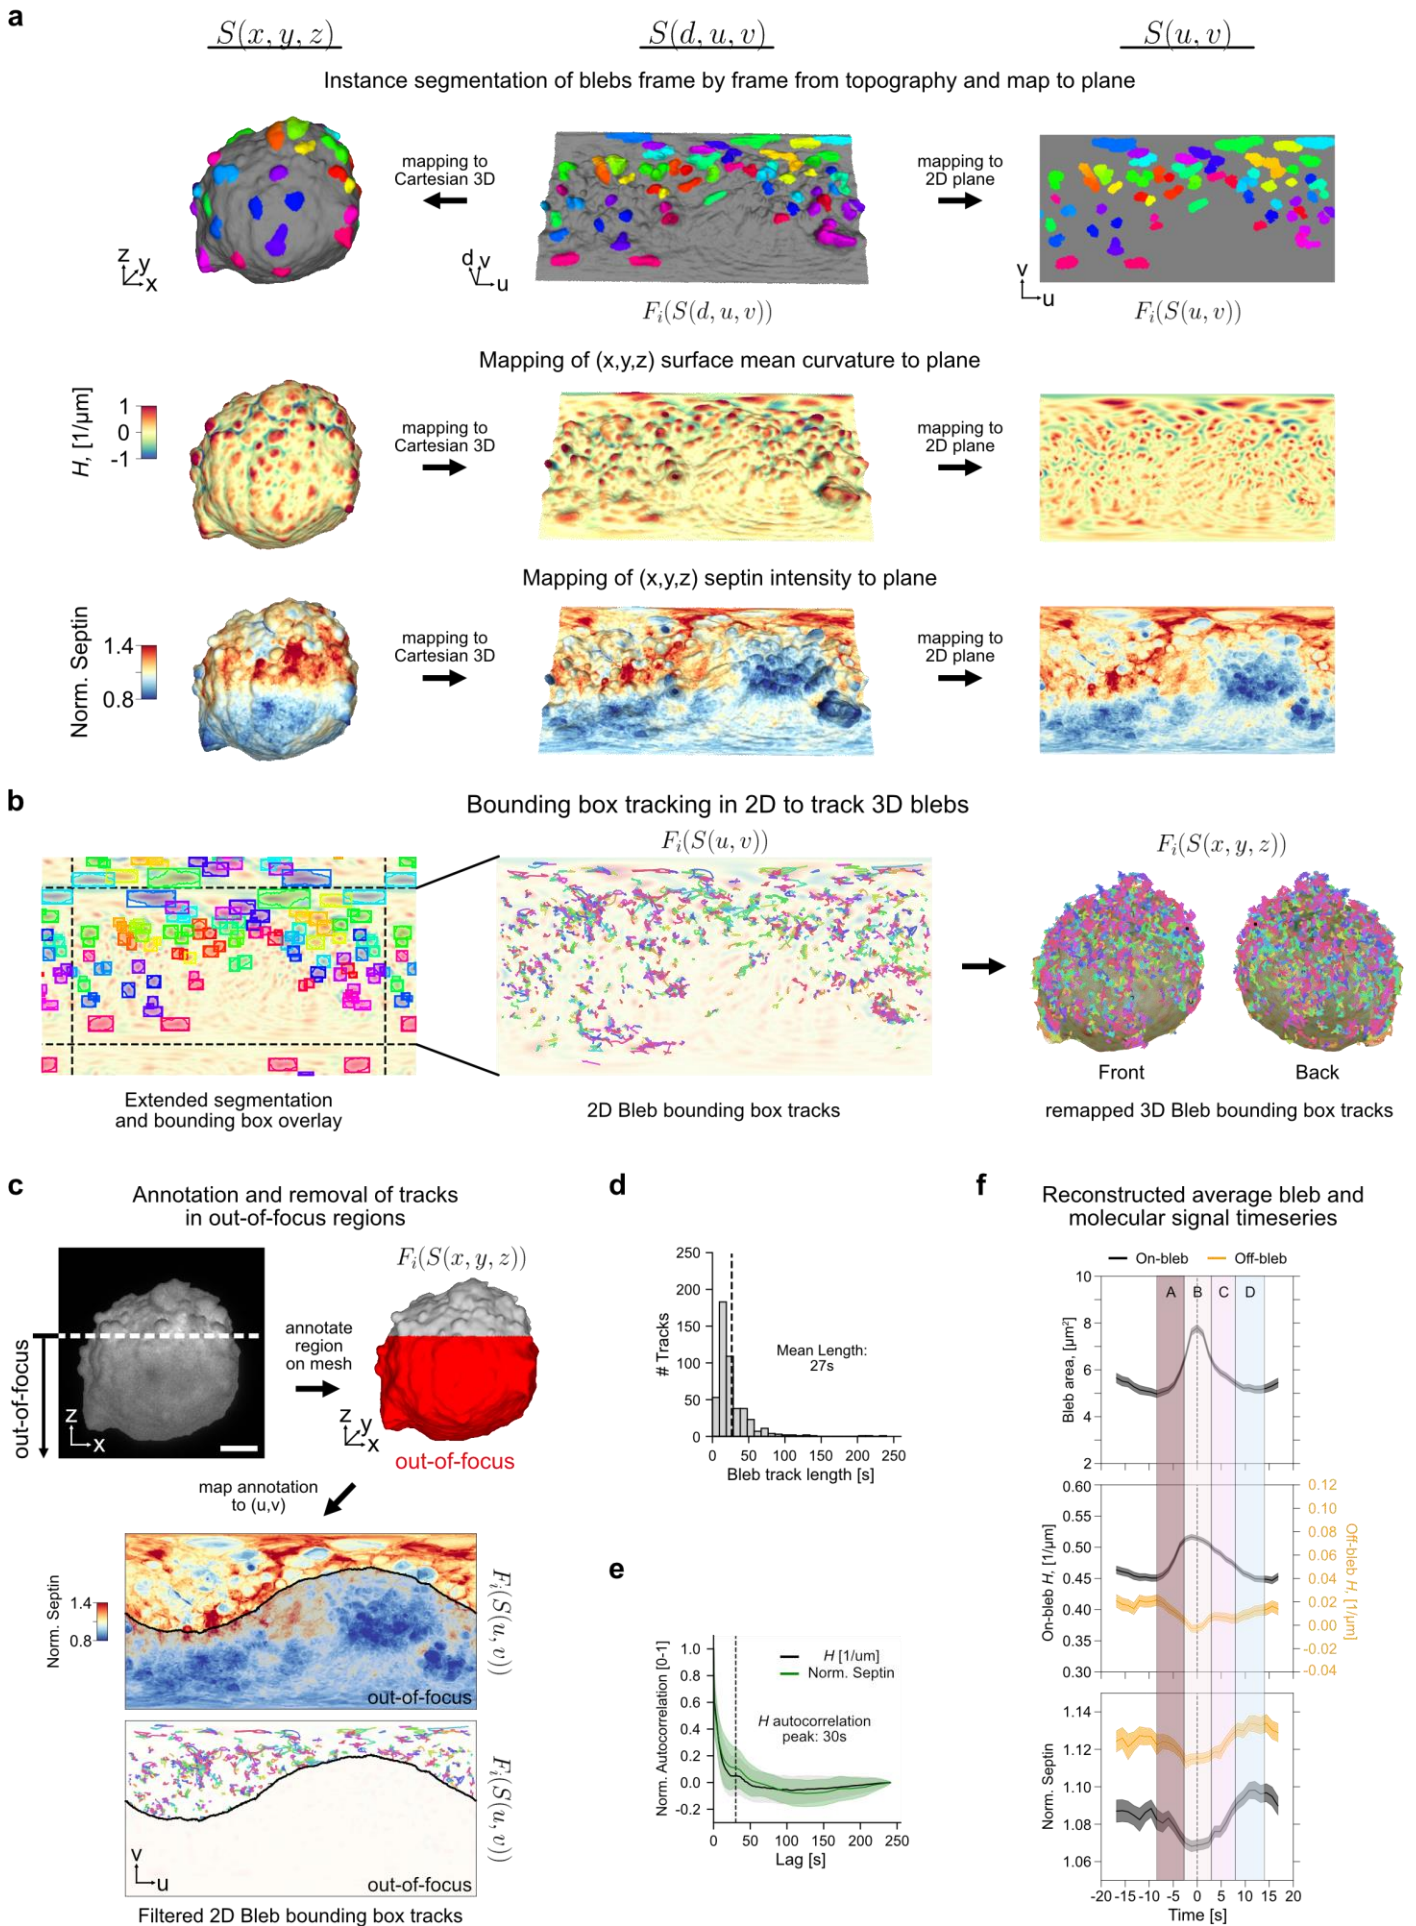 a
S(x, y, z)
S(d, u, v)
S(u, v)
Instance segmentation of blebs frame by frame from topography and map to plane
mapping to
Cartesian 3D
mapping to
2D plane
z
y
x
d
v
u
v
u
F_i(S(d, u, v))
F_i(S(u, v))
Mapping of (x,y,z) surface mean curvature to plane
H, [1/µm]
1
0
-1
mapping to
Cartesian 3D
mapping to
2D plane
Mapping of (x,y,z) septin intensity to plane
Norm. Septin
1.4
0.8
mapping to
Cartesian 3D
mapping to
2D plane
b
Bounding box tracking in 2D to track 3D blebs
F_i(S(u, v))
F_i(S(x, y, z))
Front
Back
Extended segmentation
and bounding box overlay
2D Bleb bounding box tracks
remapped 3D Bleb bounding box tracks
c
Annotation and removal of tracks
in out-of-focus regions
out-of-focus
z
x
annotate
region
on mesh
F_i(S(x, y, z))
z
y
x
out-of-focus
map annotation
to (u,v)
Norm. Septin
1.4
0.8
out-of-focus
F_i(S(u, v))
v
u
out-of-focus
F_i(S(u, v))
Filtered 2D Bleb bounding box tracks
d
# Tracks
250
200
150
100
50
0
Mean Length:
27s
0 50 100 150 200 250
Bleb track length [s]
e
Norm. Autocorrelation [0-1]
1.0
0.8
0.6
0.4
0.2
0.0
-0.2
H [1/um]
Norm. Septin
H autocorrelation
peak: 30s
0 50 100 150 200 250
Lag [s]
f
Reconstructed average bleb and
molecular signal timeseries
On-bleb
Off-bleb
A B C D
Bleb area, [µm²]
10
8
6
4
2
On-bleb H, [1/µm]
0.60
0.55
0.50
0.45
0.40
0.35
0.30
0.12
0.10
0.08
0.06
0.04
0.02
0.00
-0.02
-0.04
Off-bleb H, [1/µm]
Norm. Septin
1.14
1.12
1.10
1.08
1.06
-20 -15 -10 -5 0 5 10 15 20
Time [s]